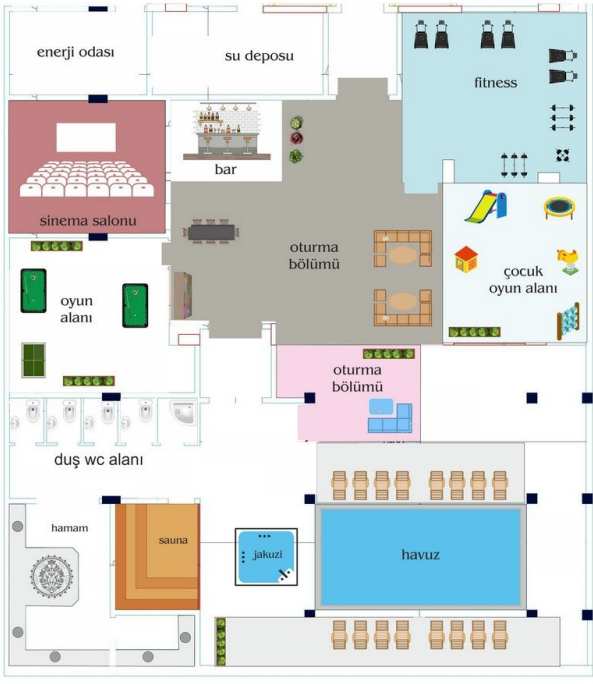 enerji odası
su deposu
fitness
bar
sinema salonu
oturma
bölümü
çocuk
oyun alanı
oyun
alanı
oturma
bölümü
duş wc alanı
hamam
sauna
jakuzi
havuz